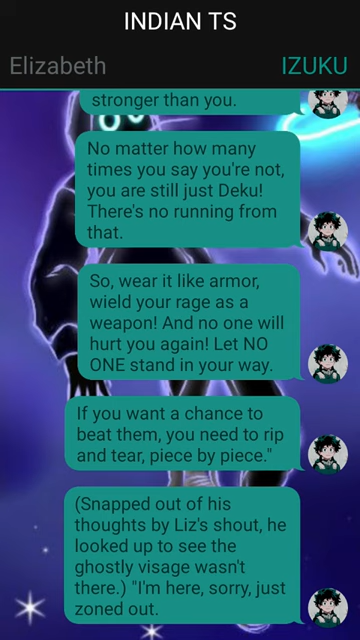 INDIAN TS
Elizabeth IZUKU
stronger than you.
No matter how many
times you say you're not,
you are still just Deku!
There's no running from
that.
So, wear it like armor,
wield your rage as a
weapon! And no one will
hurt you again! Let NO
ONE stand in your way.
If you want a chance to
beat them, you need to rip
and tear, piece by piece."
(Snapped out of his
thoughts by Liz's shout, he
looked up to see the
ghostly visage wasn't
there.) "I'm here, sorry, just
zoned out.